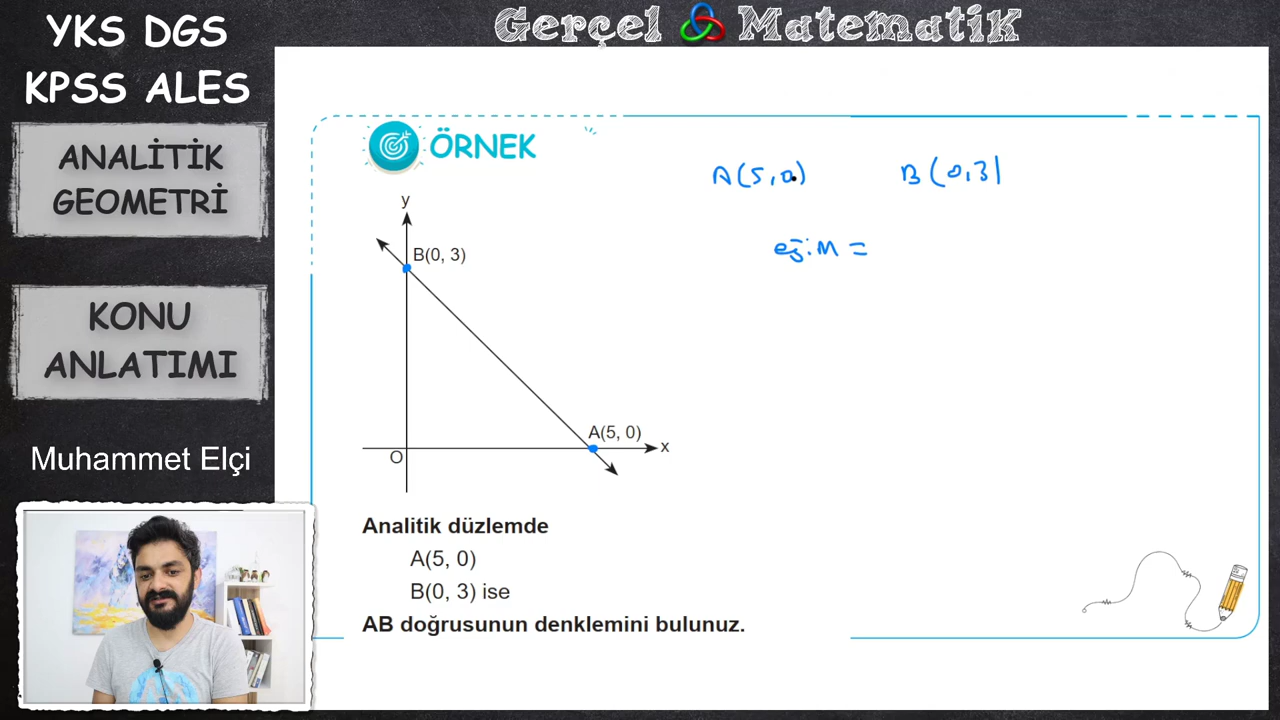 YKS DGS
KPSS ALES
ANALİTİK
GEOMETRİ
KONU
ANLATIMI
Muhammet Elçi
Gerçel Matematik
ÖRNEK
A(5,0) B(0,3)
eğim =
y
B(0, 3)
A(5, 0)
x
O
Analitik düzlemde
A(5, 0)
B(0, 3) ise
AB doğrusunun denklemini bulunuz.